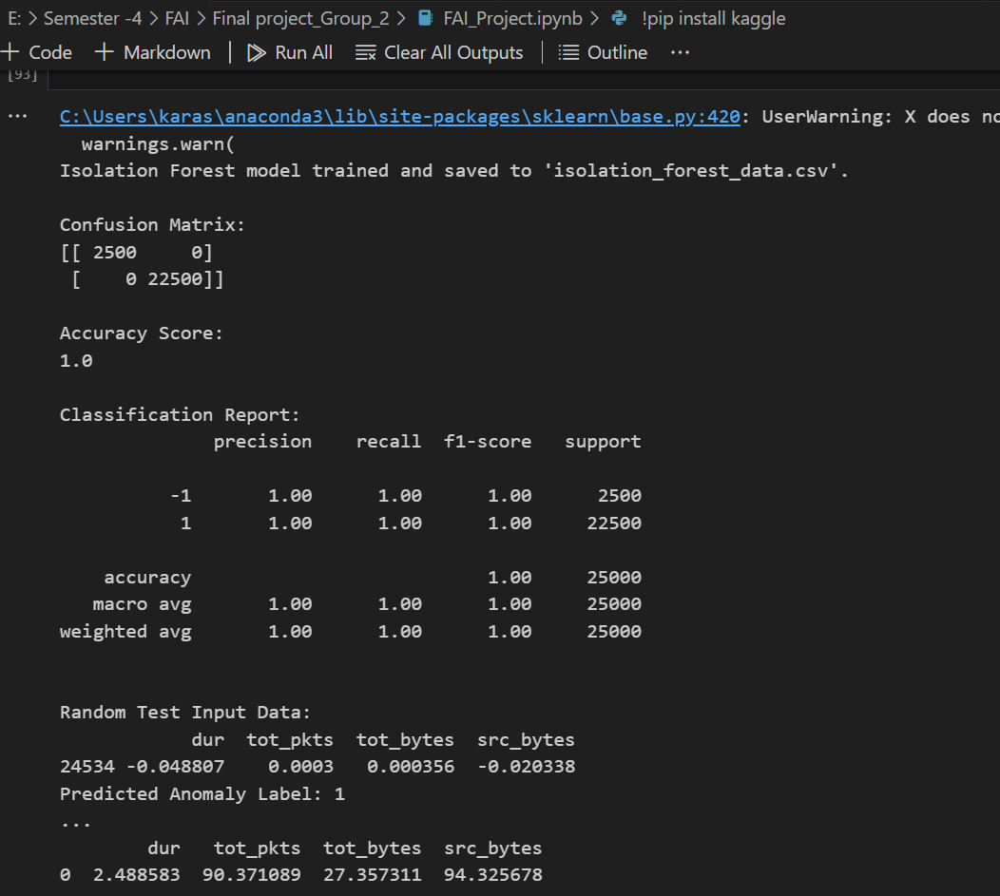 E: > Semester -4 > FAI > Final project_Group_2 > FAI_Project.ipynb > !pip install kaggle
+ Code + Markdown | Run All Clear All Outputs | Outline ...
[93]
... C:\Users\karas\anaconda3\lib\site-packages\sklearn\base.py:420: UserWarning: X does no
warnings.warn(
Isolation Forest model trained and saved to 'isolation_forest_data.csv'.
Confusion Matrix:
[[ 2500     0]
 [    0 22500]]
Accuracy Score:
1.0
Classification Report:
              precision    recall  f1-score   support
          -1       1.00      1.00      1.00      2500
           1       1.00      1.00      1.00     22500
    accuracy                           1.00     25000
   macro avg       1.00      1.00      1.00     25000
weighted avg       1.00      1.00      1.00     25000
Random Test Input Data:
            dur  tot_pkts  tot_bytes  src_bytes
24534 -0.048807    0.0003   0.000356  -0.020338
Predicted Anomaly Label: 1
...
        dur   tot_pkts  tot_bytes  src_bytes
0  2.488583  90.371089  27.357311  94.325678